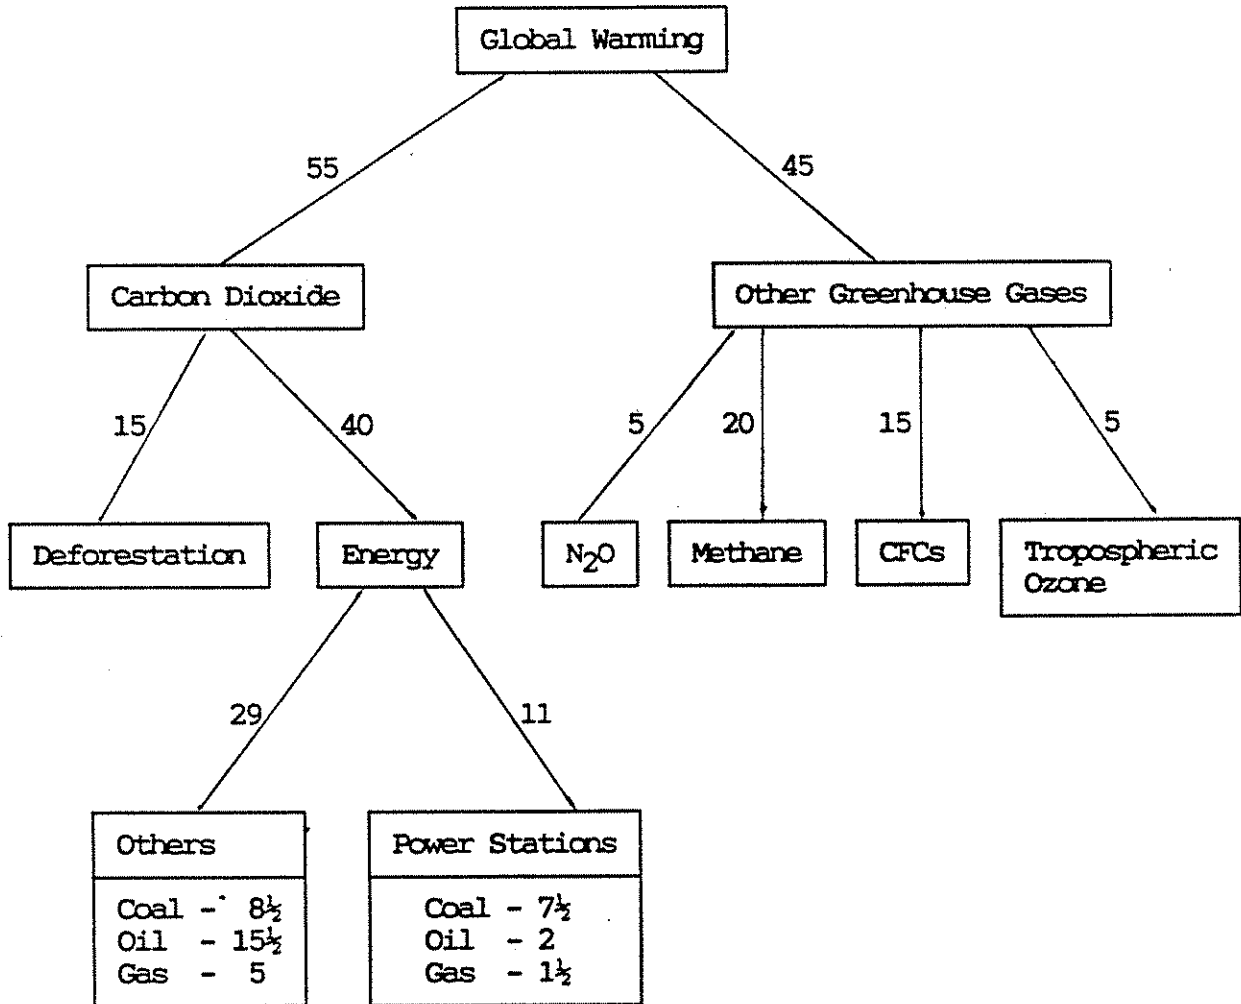 Global Warming
55
45
Carbon Dioxide
Other Greenhouse Gases
15
40
5
20
15
5
Deforestation
Energy
N₂O
Methane
CFCs
Tropospheric
Ozone
29
11
Others
Power Stations
Coal - 8½
Oil - 15½
Gas - 5
Coal - 7½
Oil - 2
Gas - 1½